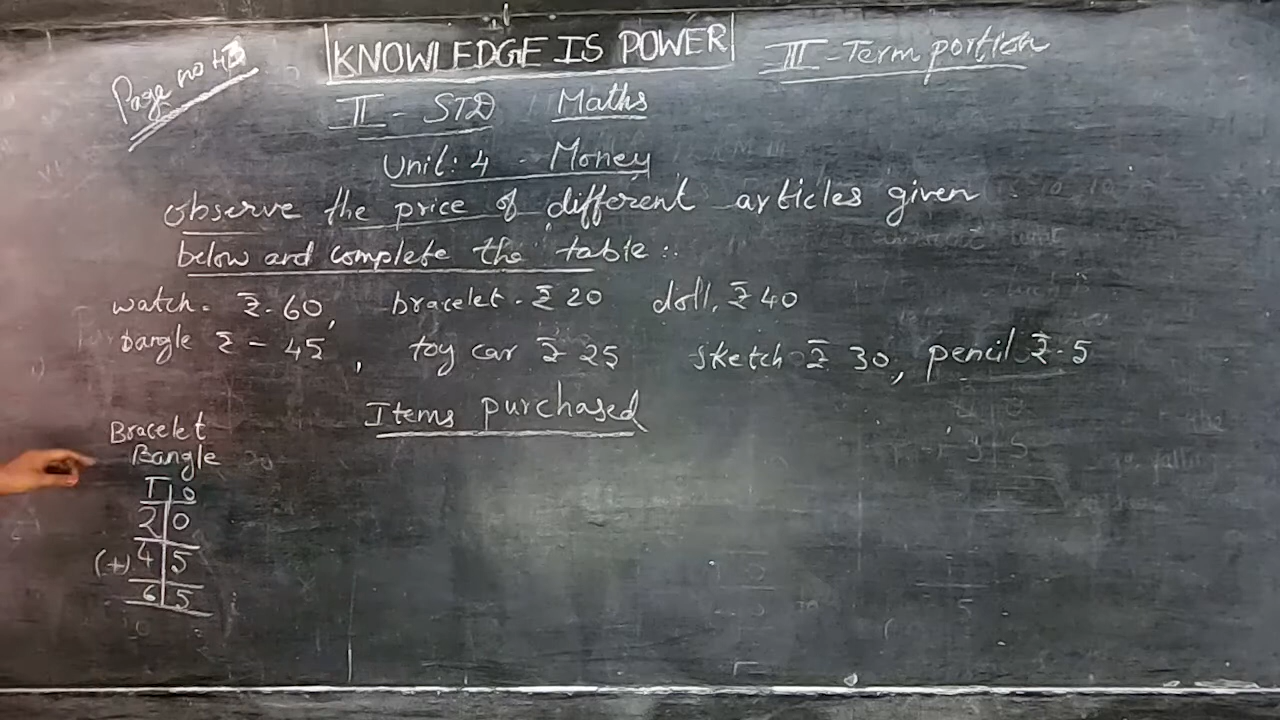 KNOWLEDGE IS POWER
III - Term portion
Page no 43
II - STD Maths
Unit: 4 - Money
observe the price of different articles given
below and complete the table :.
watch - ₹. 60, bracelet - ₹ 20 doll. ₹ 40
bangle ₹ - 45, toy car ₹ 25 sketch - ₹ 30, pencil ₹. 5
Items purchased
Bracelet
Bangle
T O
2 0
(+) 4 5
6 5